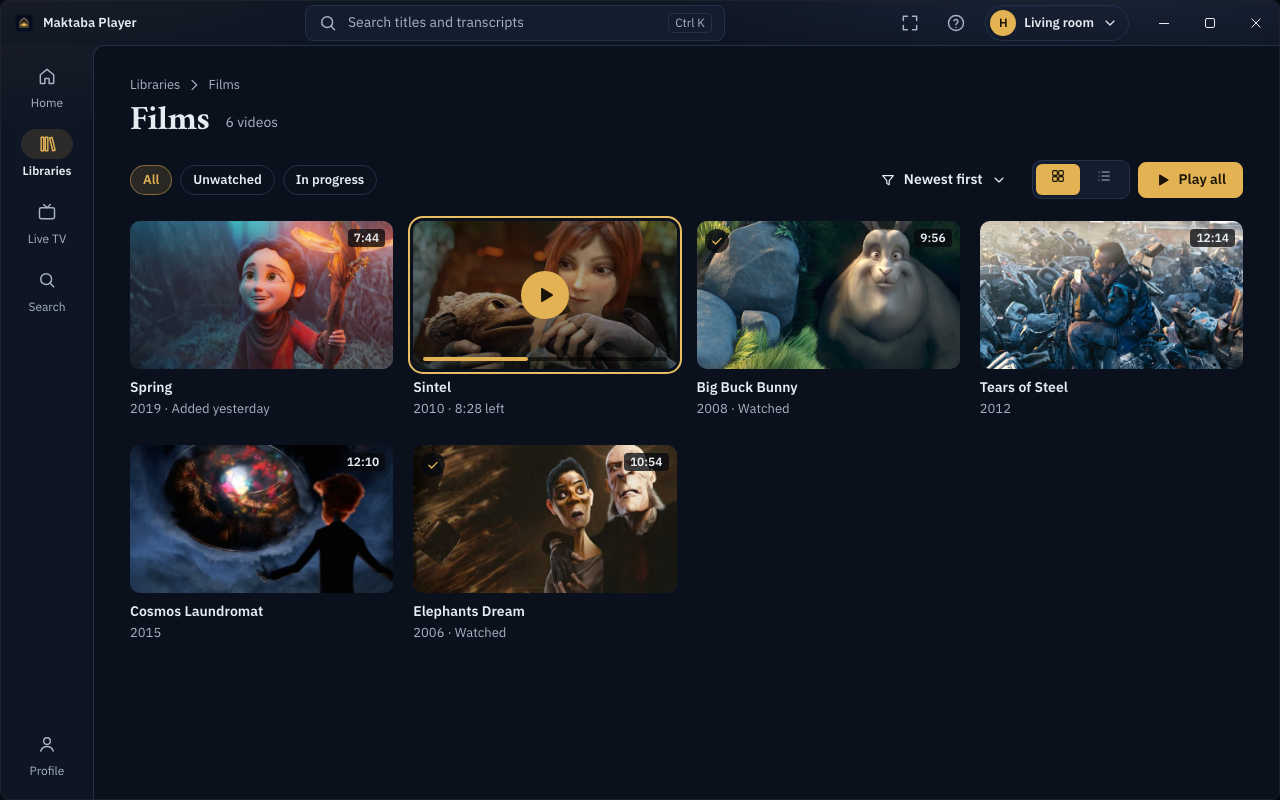 Maktaba Player
Search titles and transcripts
Ctrl K
H
Living room
Home
Libraries
Live TV
Search
Profile
Libraries
Films
Films
6 videos
All
Unwatched
In progress
Newest first
Play all
7:44
Spring
2019 · Added yesterday
Sintel
2010 · 8:28 left
9:56
Big Buck Bunny
2008 · Watched
12:14
Tears of Steel
2012
12:10
Cosmos Laundromat
2015
10:54
Elephants Dream
2006 · Watched